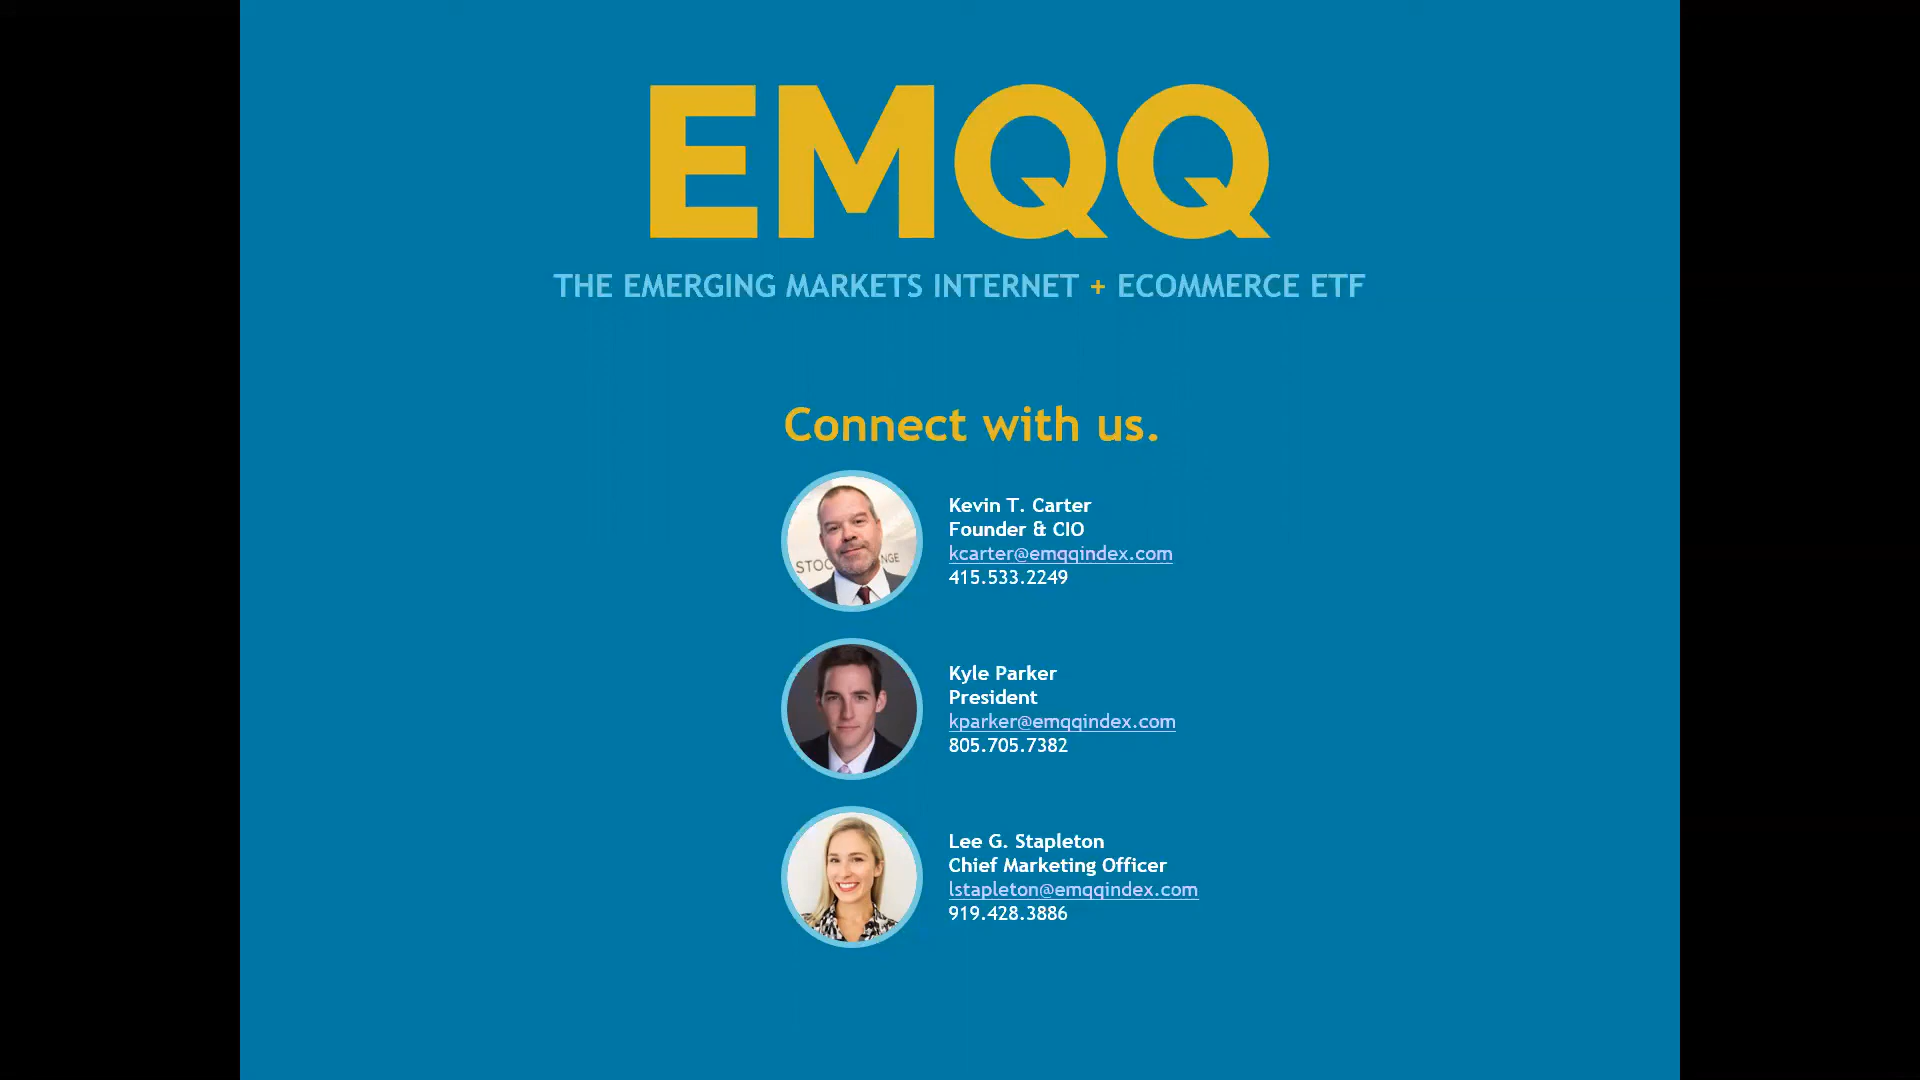 EMQQ
THE EMERGING MARKETS INTERNET + ECOMMERCE ETF
Connect with us.
STOC NGE
Kevin T. Carter
Founder & CIO
kcarter@emqqindex.com
415.533.2249
Kyle Parker
President
kparker@emqqindex.com
805.705.7382
Lee G. Stapleton
Chief Marketing Officer
lstapleton@emqqindex.com
919.428.3886